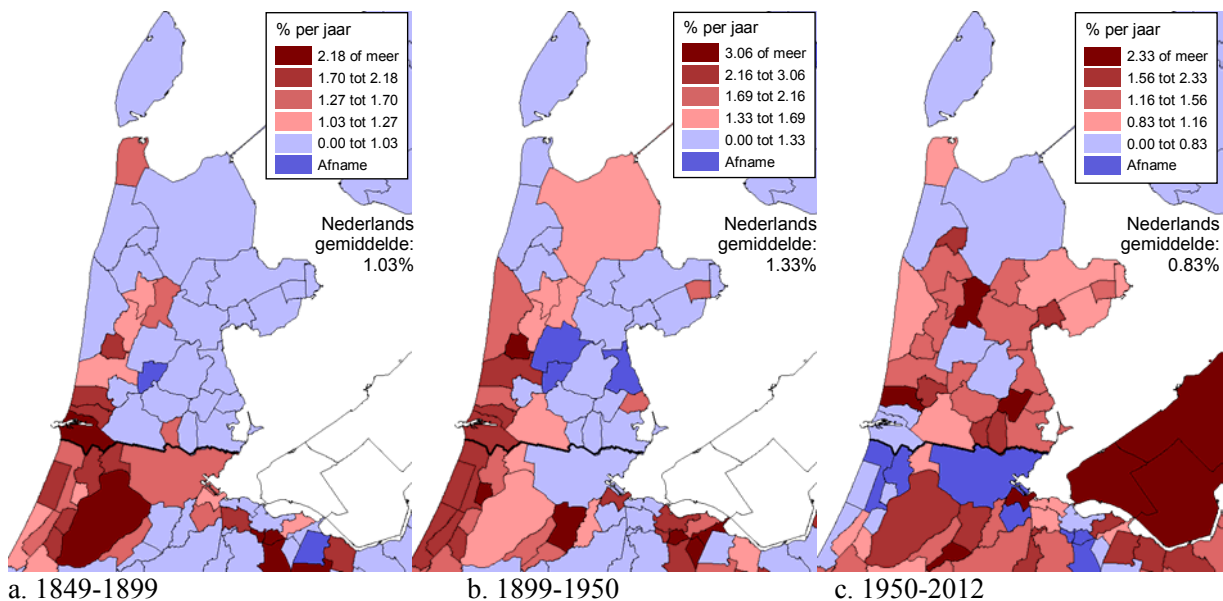 % per jaar
2.18 of meer
1.70 tot 2.18
1.27 tot 1.70
1.03 tot 1.27
0.00 tot 1.03
Afname
Nederlands
gemiddelde:
1.03%
a. 1849-1899
% per jaar
3.06 of meer
2.16 tot 3.06
1.69 tot 2.16
1.33 tot 1.69
0.00 tot 1.33
Afname
Nederlands
gemiddelde:
1.33%
b. 1899-1950
% per jaar
2.33 of meer
1.56 tot 2.33
1.16 tot 1.56
0.83 tot 1.16
0.00 tot 0.83
Afname
Nederlands
gemiddelde:
0.83%
c. 1950-2012